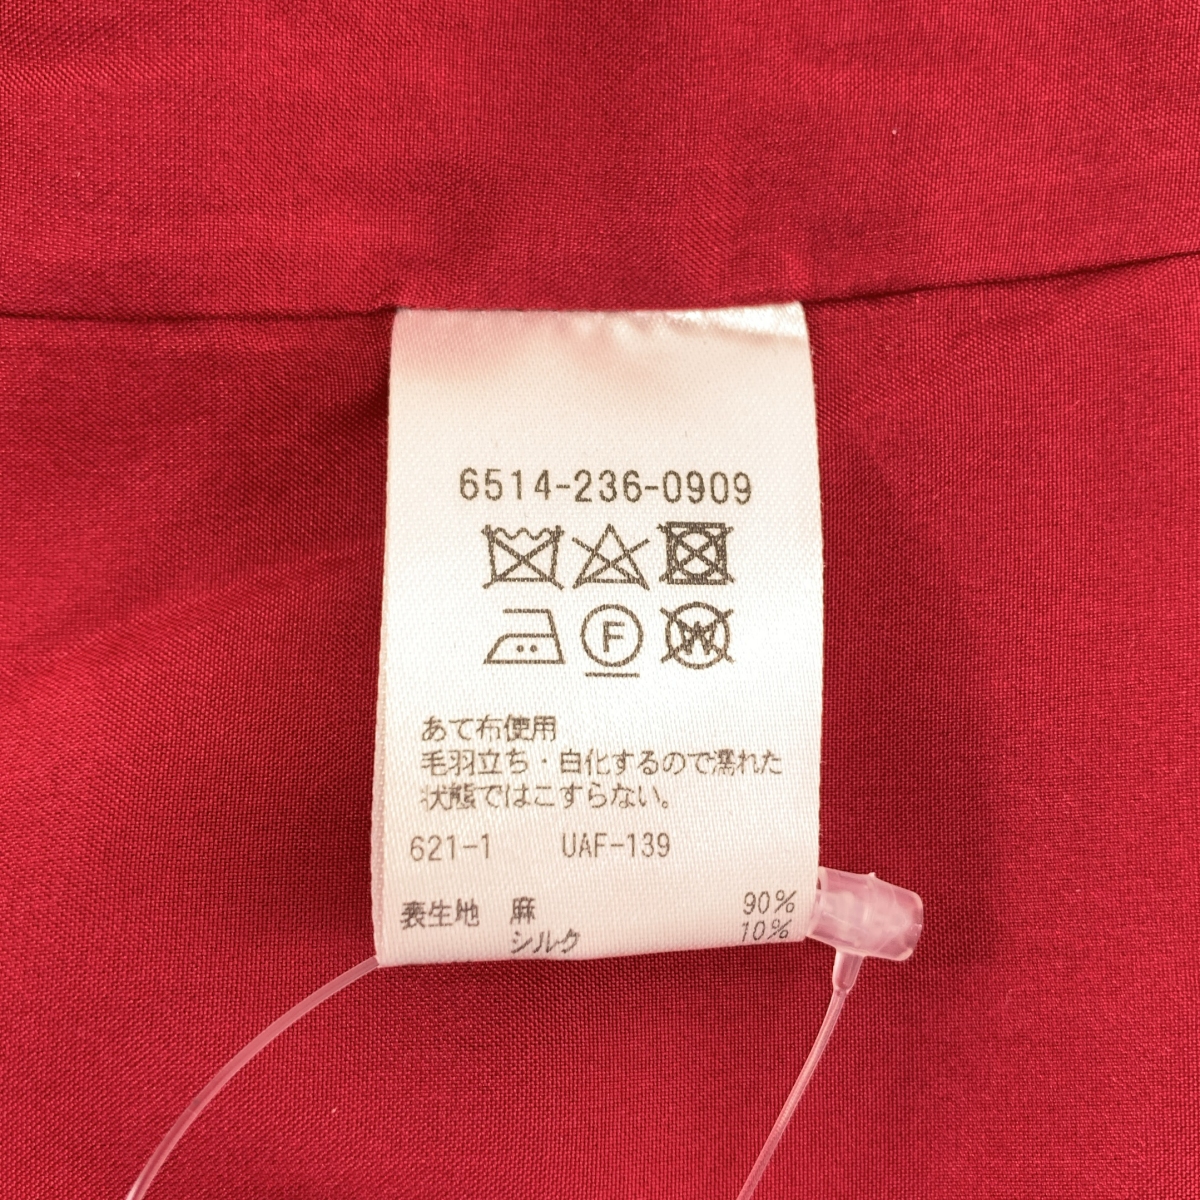 6514-236-0909
F W
あて布使用
毛羽立ち・白化するので濡れた
状態ではこすらない。
621-1 UAF-139
表生地 麻 90%
シルク 10%